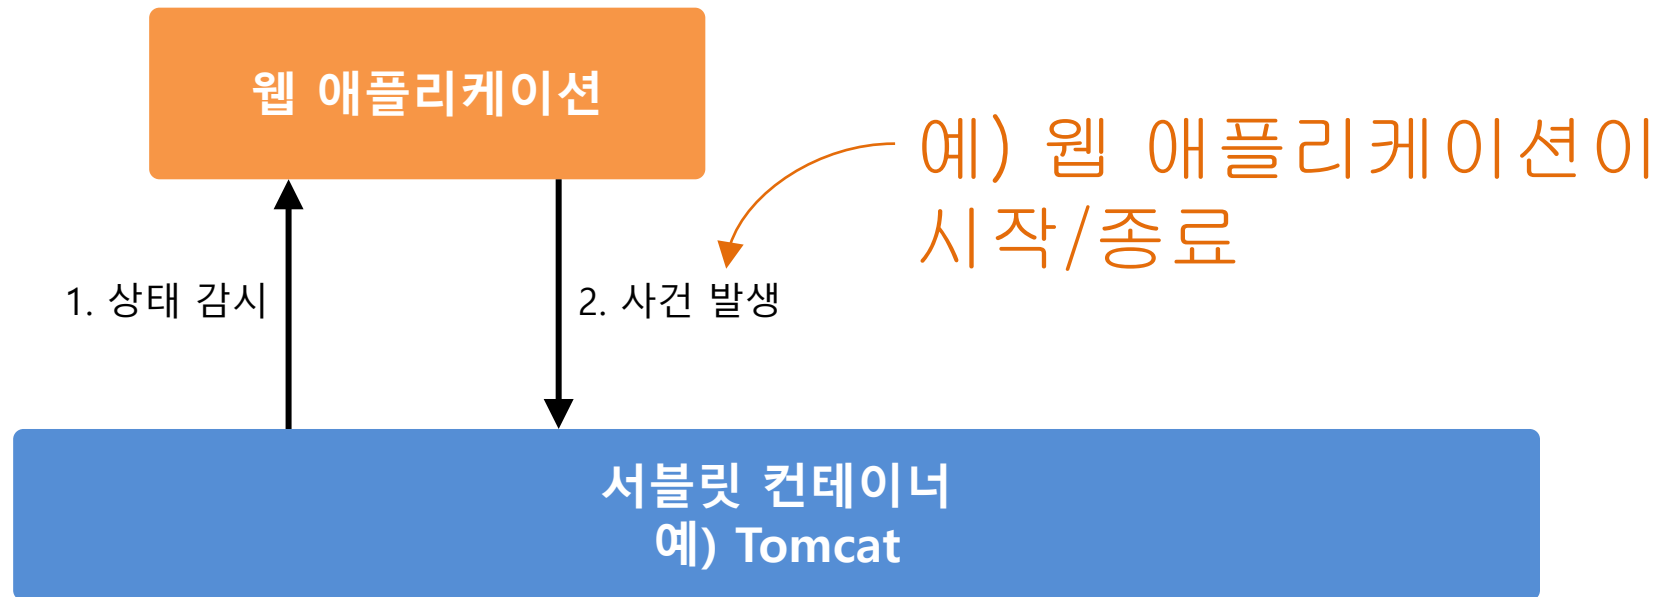 웹 애플리케이션
예) 웹 애플리케이션이
시작/종료
1. 상태 감시
2. 사건 발생
서블릿 컨테이너
예) Tomcat